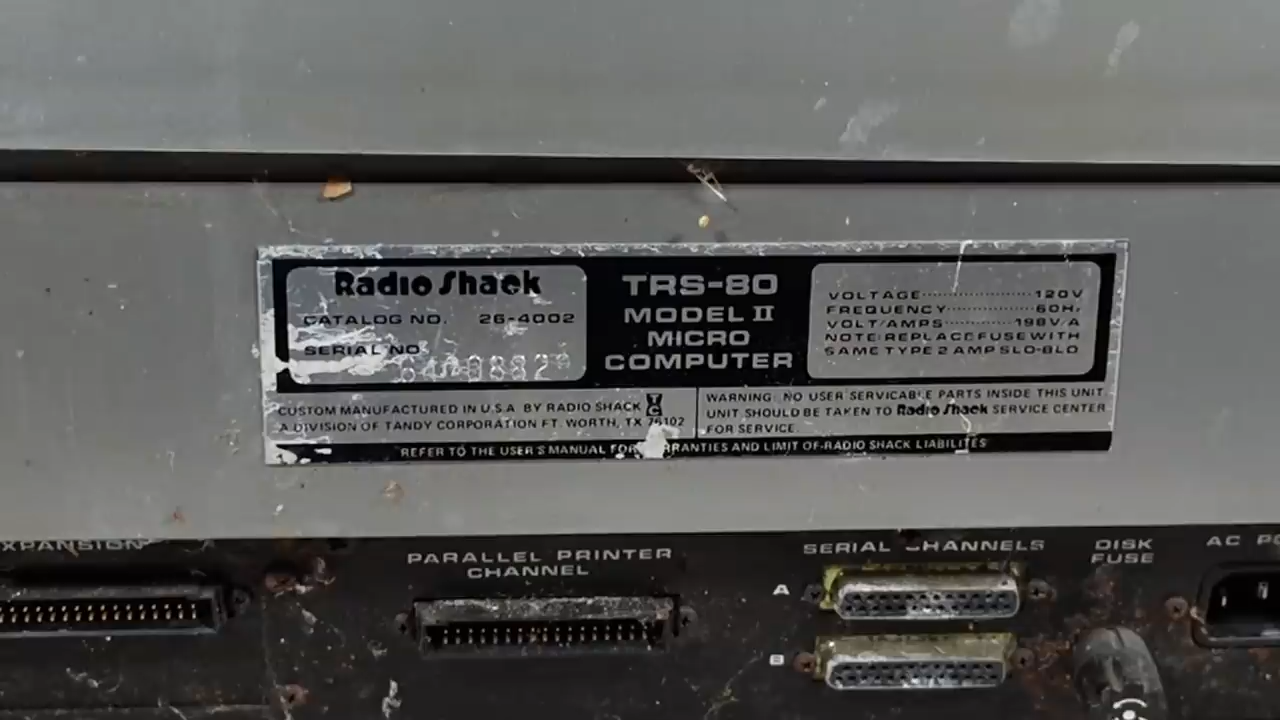 Radio Shack
CATALOG NO. 26-4002
SERIAL NO.
TRS-80
MODEL II
MICRO
COMPUTER
VOLTAGE 120V
FREQUENCY 60Hz
VOLT/AMPS 198V/A
NOTE: REPLACE FUSE WITH
SAME TYPE 2 AMP SLO-BLO
CUSTOM MANUFACTURED IN U.S.A. BY RADIO SHACK
A DIVISION OF TANDY CORPORATION FT. WORTH, TX 76102
TC
WARNING: NO USER SERVICABLE PARTS INSIDE THIS UNIT
UNIT SHOULD BE TAKEN TO Radio Shack SERVICE CENTER
FOR SERVICE.
REFER TO THE USER'S MANUAL FOR AND LIMIT OF RADIO SHACK LIABILITES
PARALLEL PRINTER
CHANNEL
SERIAL CHANNELS
A
B
DISK
FUSE
AC